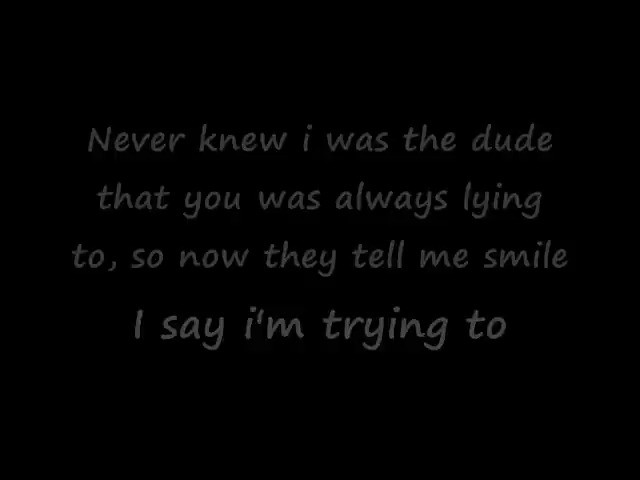 Never knew i was the dude
that you was always lying
to, so now they tell me smile
I say i'm trying to